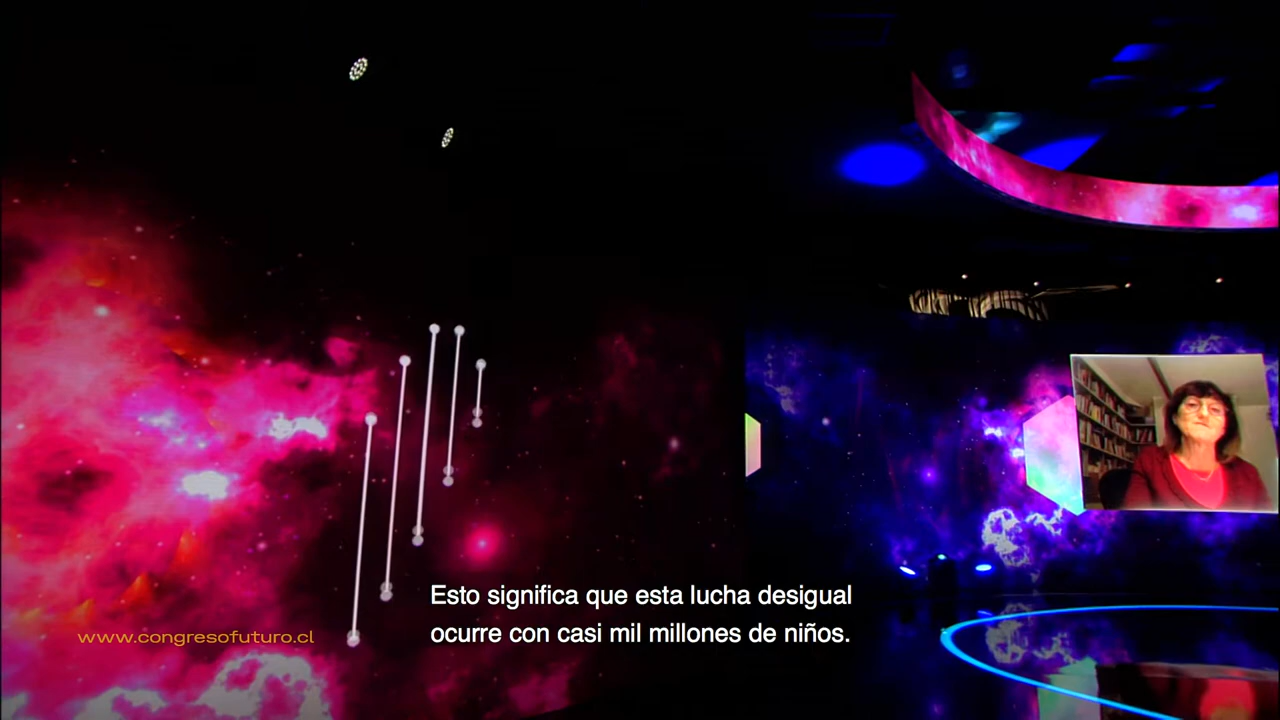 Esto significa que esta lucha desigual
ocurre con casi mil millones de niños.
www.congresofuturo.cl